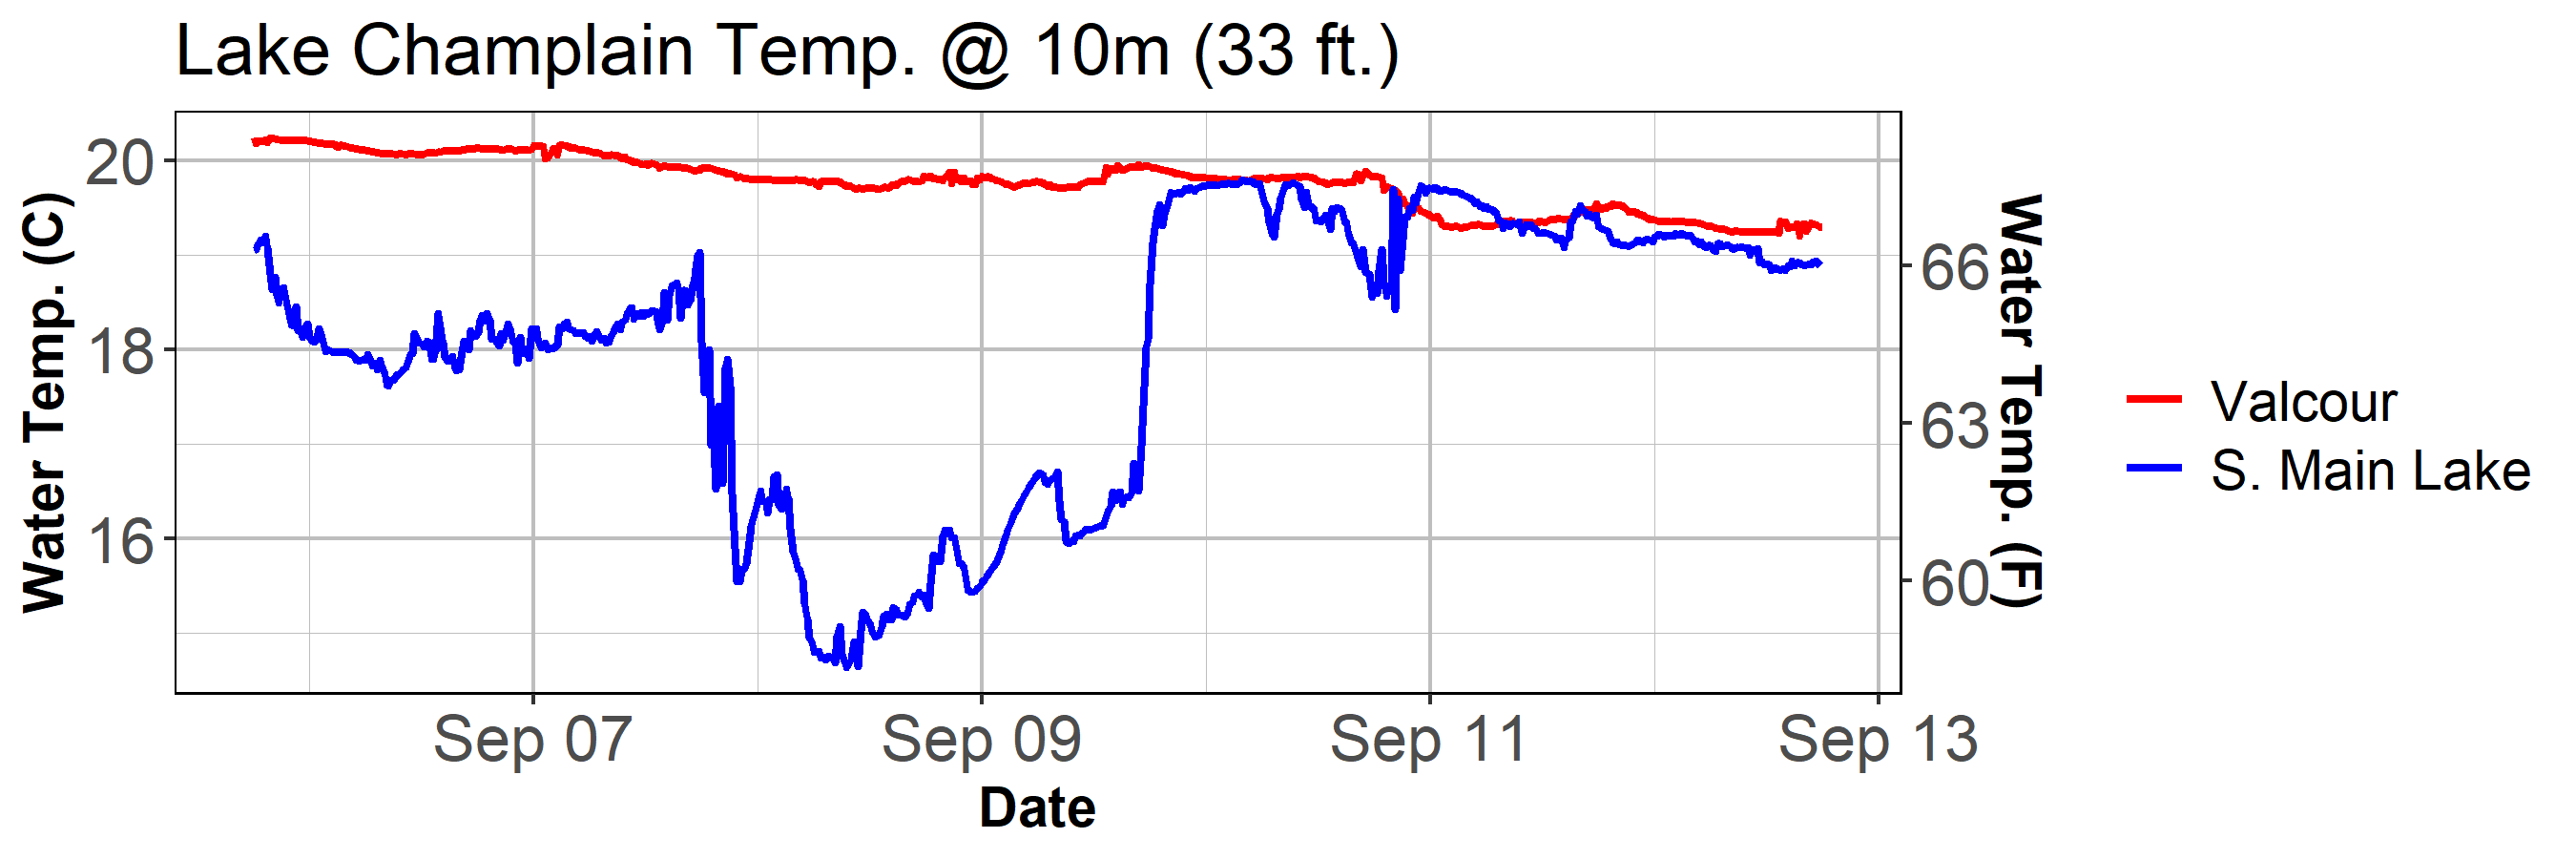 Lake Champlain Temp. @ 10m (33 ft.)
Water Temp. (C)
20
18
16
66
63
60
Water Temp. (F)
Valcour
S. Main Lake
Sep 07
Sep 09
Sep 11
Sep 13
Date